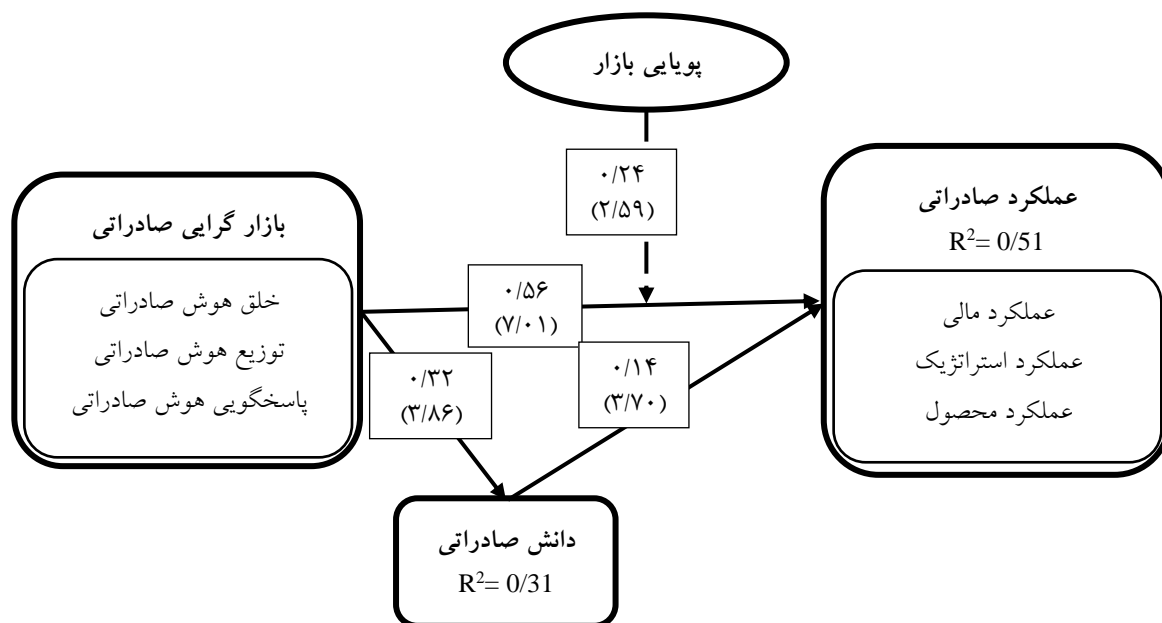 پویایی بازار
۰/۲۴
(۲/۵۹)
بازار گرایی صادراتی
خلق هوش صادراتی
توزیع هوش صادراتی
پاسخگویی هوش صادراتی
۰/۵۶
(۷/۰۱)
۰/۳۲
(۳/۸۶)
۰/۱۴
(۳/۷۰)
عملکرد صادراتی
R²= 0/51
عملکرد مالی
عملکرد استراتژیک
عملکرد محصول
دانش صادراتی
R²= 0/31